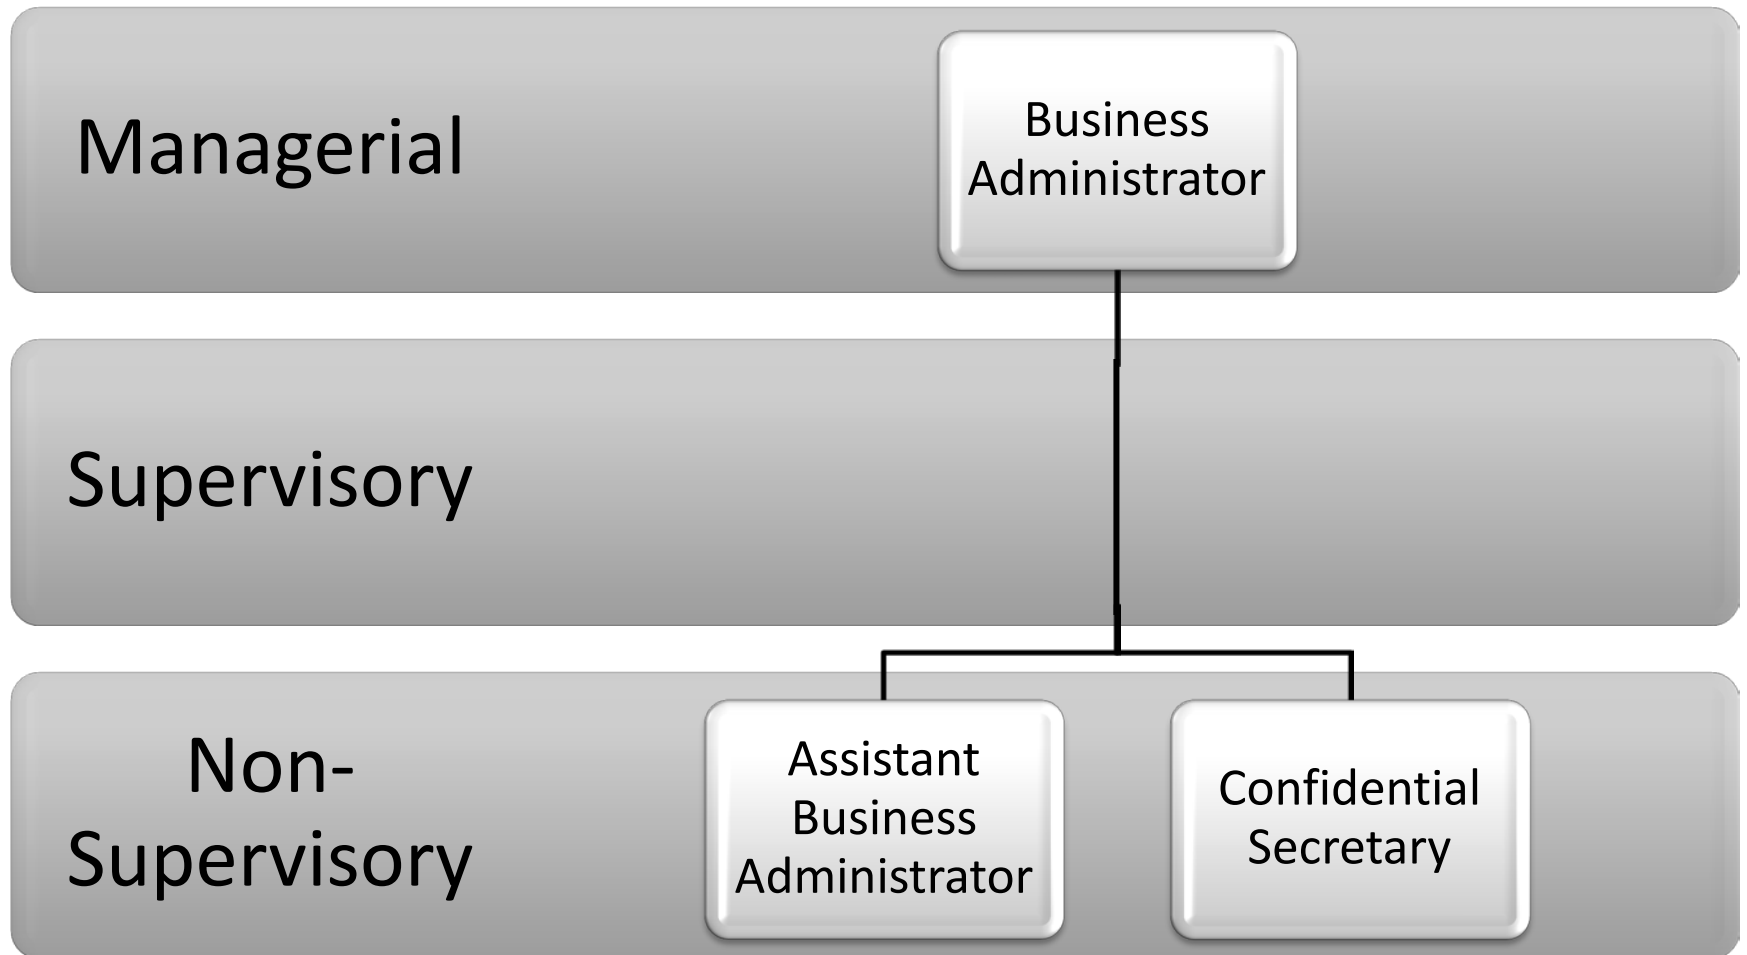 Managerial
Business
Administrator
Supervisory
Non-
Supervisory
Assistant
Business
Administrator
Confidential
Secretary